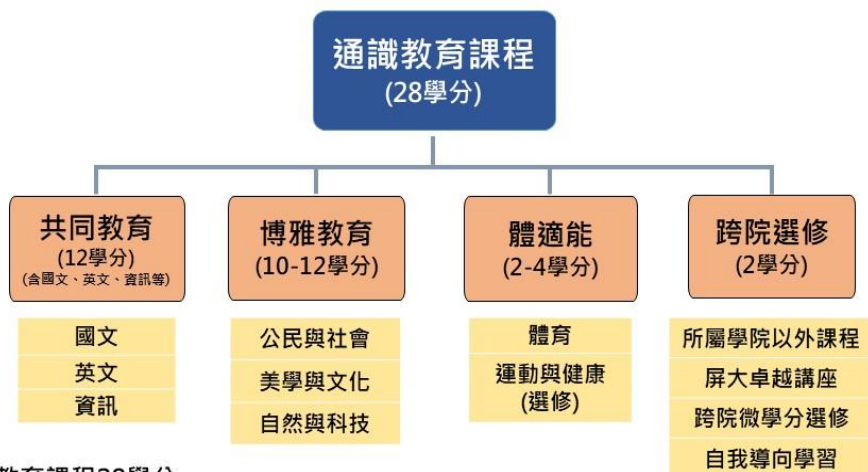 通識教育課程
(28學分)
共同教育
(12學分)
(含國文、英文、資訊等)
國文
英文
資訊
博雅教育
(10-12學分)
公民與社會
美學與文化
自然與科技
體適能
(2-4學分)
體育
運動與健康
(選修)
跨院選修
(2學分)
所屬學院以外課程
屏大卓越講座
跨院微學分選修
自我導向學習